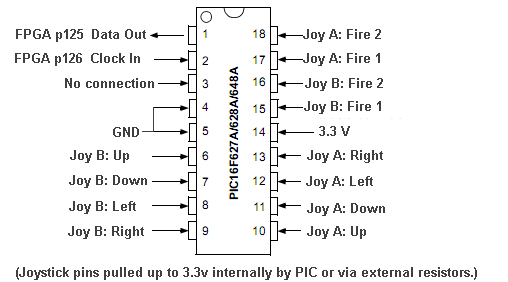 FPGA p125 Data Out 1 18 Joy A: Fire 2
FPGA p126 Clock In 2 17 Joy A: Fire 1
No connection 3 16 Joy B: Fire 2
4 15 Joy B: Fire 1
GND 5 14 3.3 V
Joy B: Up 6 13 Joy A: Right
Joy B: Down 7 12 Joy A: Left
Joy B: Left 8 11 Joy A: Down
Joy B: Right 9 10 Joy A: Up
PIC16F627A/628A/648A
(Joystick pins pulled up to 3.3v internally by PIC or via external resistors.)